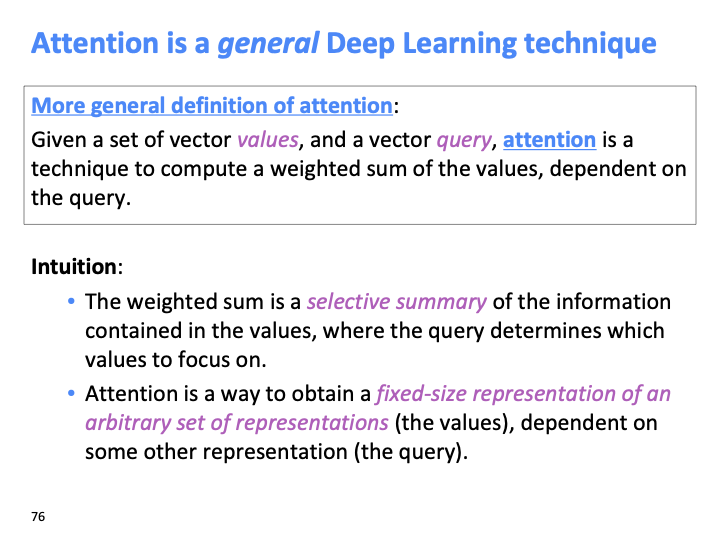 Attention is a general Deep Learning technique
More general definition of attention:
Given a set of vector values, and a vector query, attention is a
technique to compute a weighted sum of the values, dependent on
the query.
Intuition:
• The weighted sum is a selective summary of the information
contained in the values, where the query determines which
values to focus on.
• Attention is a way to obtain a fixed-size representation of an
arbitrary set of representations (the values), dependent on
some other representation (the query).
76